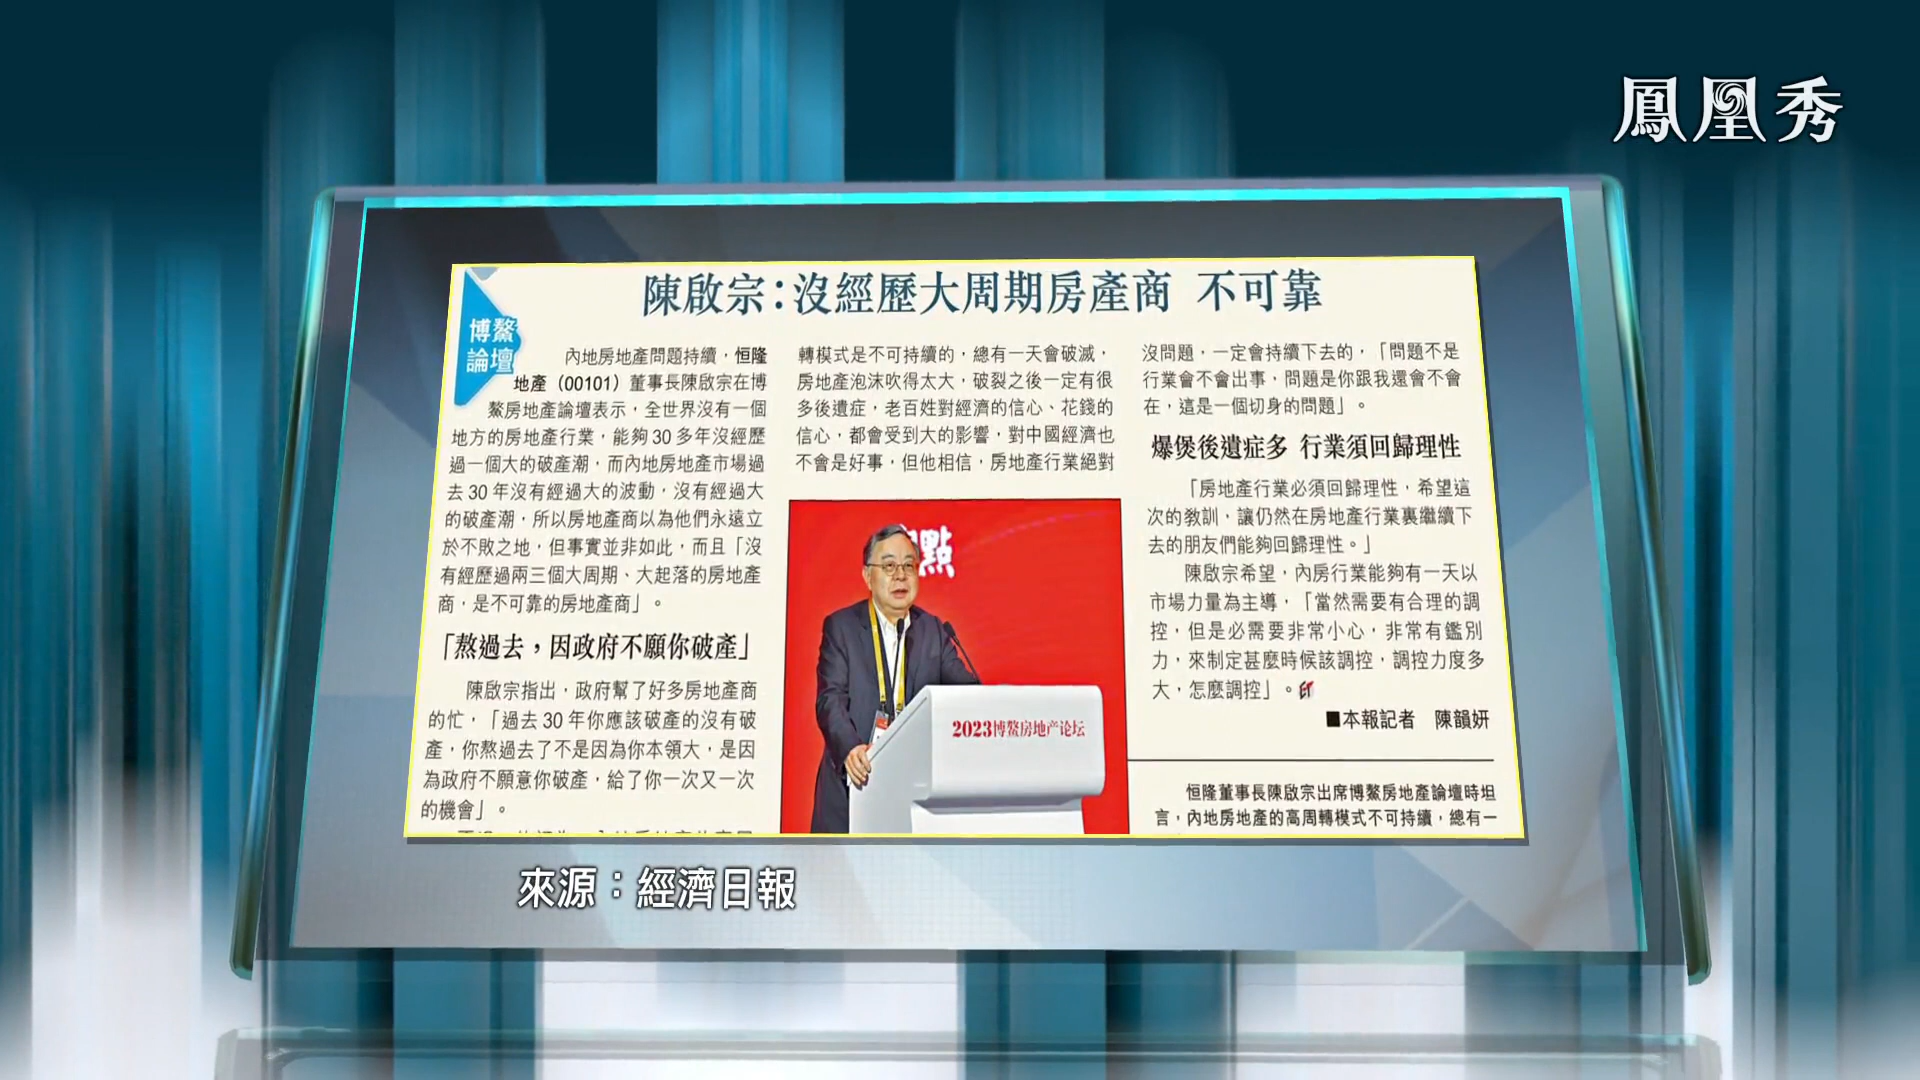 鳳凰秀
陳啟宗：沒經歷大周期房產商 不可靠
博鰲
論壇
內地房地產問題持續，恒隆
地產（00101）董事長陳啟宗在博
鰲房地產論壇表示，全世界沒有一個
地方的房地產行業，能夠30多年沒經歷
過一個大的破產潮，而內地房地產市場過
去30年沒有經過大的波動，沒有經過大
的破產潮，所以房地產商以為他們永遠立
於不敗之地，但事實並非如此，而且「沒
有經歷過兩三個大周期、大起落的房地產
商，是不可靠的房地產商」。
「熬過去，因政府不願你破產」
陳啟宗指出，政府幫了好多房地產商
的忙，「過去30年你應該破產的沒有破
產，你熬過去了不是因為你本領大，是因
為政府不願意你破產，給了你一次又一次
的機會」。
轉模式是不可持續的，總有一天會破滅，
房地產泡沫吹得太大，破裂之後一定有很
多後遺症，老百姓對經濟的信心、花錢的
信心，都會受到大的影響，對中國經濟也
不會是好事，但他相信，房地產行業絕對
點
2023博鳌房地产论坛
沒問題，一定會持續下去的，「問題不是
行業會不會出事，問題是你跟我還會不會
在，這是一個切身的問題」。
爆煲後遺症多 行業須回歸理性
「房地產行業必須回歸理性，希望這
次的教訓，讓仍然在房地產行業裏繼續下
去的朋友們能夠回歸理性。」
陳啟宗希望，內房行業能夠有一天以
市場力量為主導，「當然需要有合理的調
控，但是必需要非常小心，非常有鑑別
力，來制定甚麼時候該調控，調控力度多
大，怎麼調控」。
■本報記者 陳韻妍
恒隆董事長陳啟宗出席博鰲房地產論壇時坦
言，內地房地產的高周轉模式不可持續，總有一
來源：經濟日報